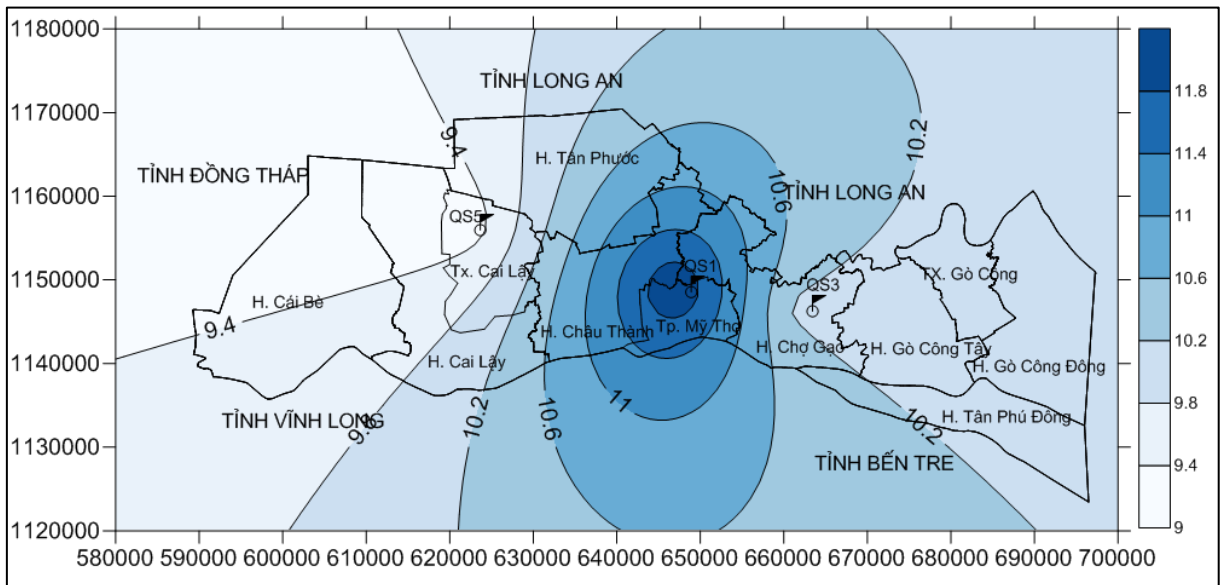 1180000
1170000
1160000
1150000
1140000
1130000
1120000
580000 590000 600000 610000 620000 630000 640000 650000 660000 670000 680000 690000 700000
TỈNH LONG AN
9.4
10.2
H. Tân Phước
TỈNH ĐỒNG THÁP
10.6
TỈNH LONG AN
QS5
Tx. Cai Lậy
QS1
TX. Gò Công
QS3
H. Cái Bè
9.4
H. Châu Thành
Tp. Mỹ Tho
H. Chợ Gạo
H. Gò Công Tây
H. Cai Lậy
H. Gò Công Đông
11
10.2
10.6
TỈNH VĨNH LONG
9.8
H. Tân Phú Đông
10.2
TỈNH BẾN TRE
11.8
11.4
11
10.6
10.2
9.8
9.4
9